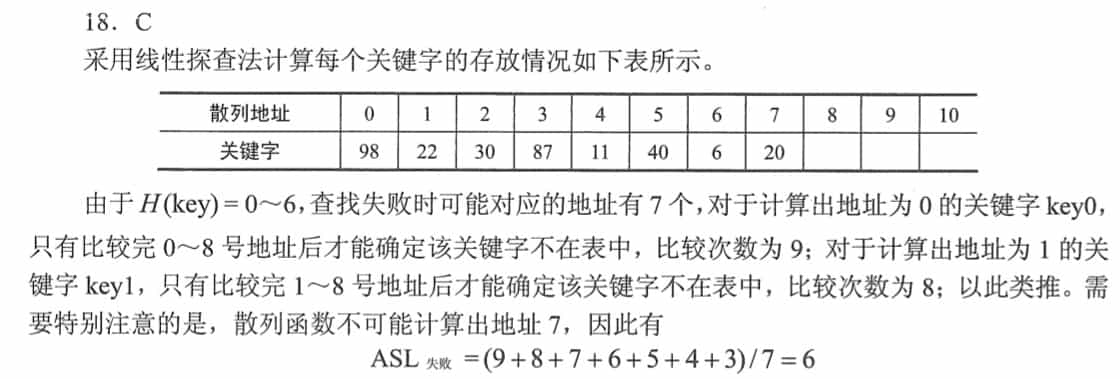 18．C
采用线性探查法计算每个关键字的存放情况如下表所示。
散列地址 0 1 2 3 4 5 6 7 8 9 10
关键字 98 22 30 87 11 40 6 20
由于 H(key) = 0～6，查找失败时可能对应的地址有 7 个，对于计算出地址为 0 的关键字 key0，
只有比较完 0～8 号地址后才能确定该关键字不在表中，比较次数为 9；对于计算出地址为 1 的关
键字 key1，只有比较完 1～8 号地址后才能确定该关键字不在表中，比较次数为 8；以此类推。需
要特别注意的是，散列函数不可能计算出地址 7，因此有
ASL 失败 = (9 + 8 + 7 + 6 + 5 + 4 + 3) / 7 = 6